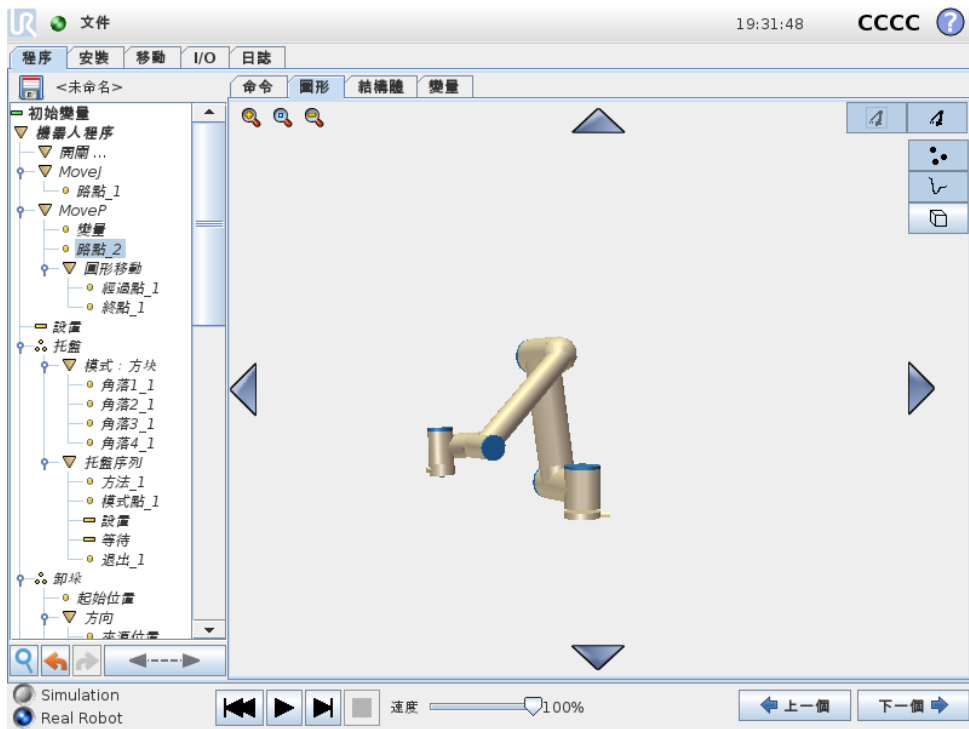 UR 文件 19:31:48 CCCC ?
程序 安裝 移動 I/O 日誌
<未命名> 命令 圖形 結構體 變量
初始變量
機器人程序
開關 ...
MoveJ
路點_1
MoveP
變量
路點_2
圓形移動
經過點_1
終點_1
設置
托盤
模式：方块
角落1_1
角落2_1
角落3_1
角落4_1
托盤序列
方法_1
模式點_1
設置
等待
退出_1
卸垛
起始位置
方向
來源位置
Simulation
Real Robot
速度 100%
上一個 下一個